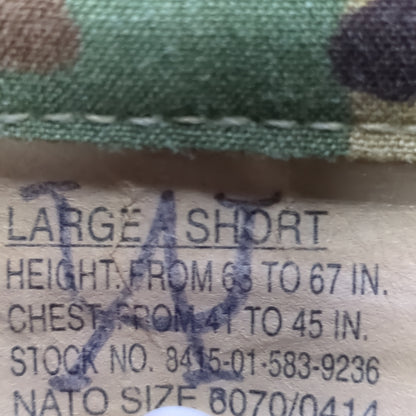 LARGE SHORT
HEIGHT. FROM 63 TO 67 IN.
CHEST. FROM 41 TO 45 IN.
STOCK NO. 8415-01-583-9236
NATO SIZE 6070/0414